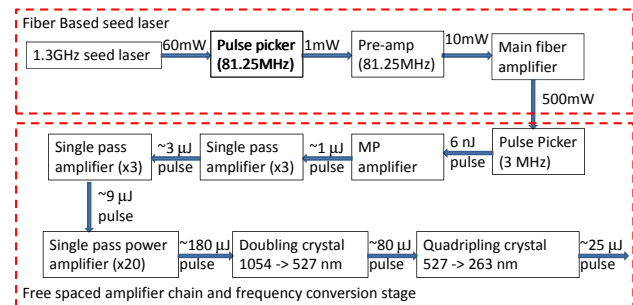 Fiber Based seed laser
1.3GHz seed laser
60mW
Pulse picker
(81.25MHz)
1mW
Pre-amp
(81.25MHz)
10mW
Main fiber
amplifier
500mW
Pulse Picker
(3 MHz)
6 nJ
pulse
MP
amplifier
~1 µJ
pulse
Single pass
amplifier (x3)
~3 µJ
pulse
Single pass
amplifier (x3)
~9 µJ
pulse
Single pass power
amplifier (x20)
~180 µJ
pulse
Doubling crystal
1054 -> 527 nm
~80 µJ
pulse
Quadripling crystal
527 -> 263 nm
~25 µJ
pulse
Free spaced amplifier chain and frequency conversion stage